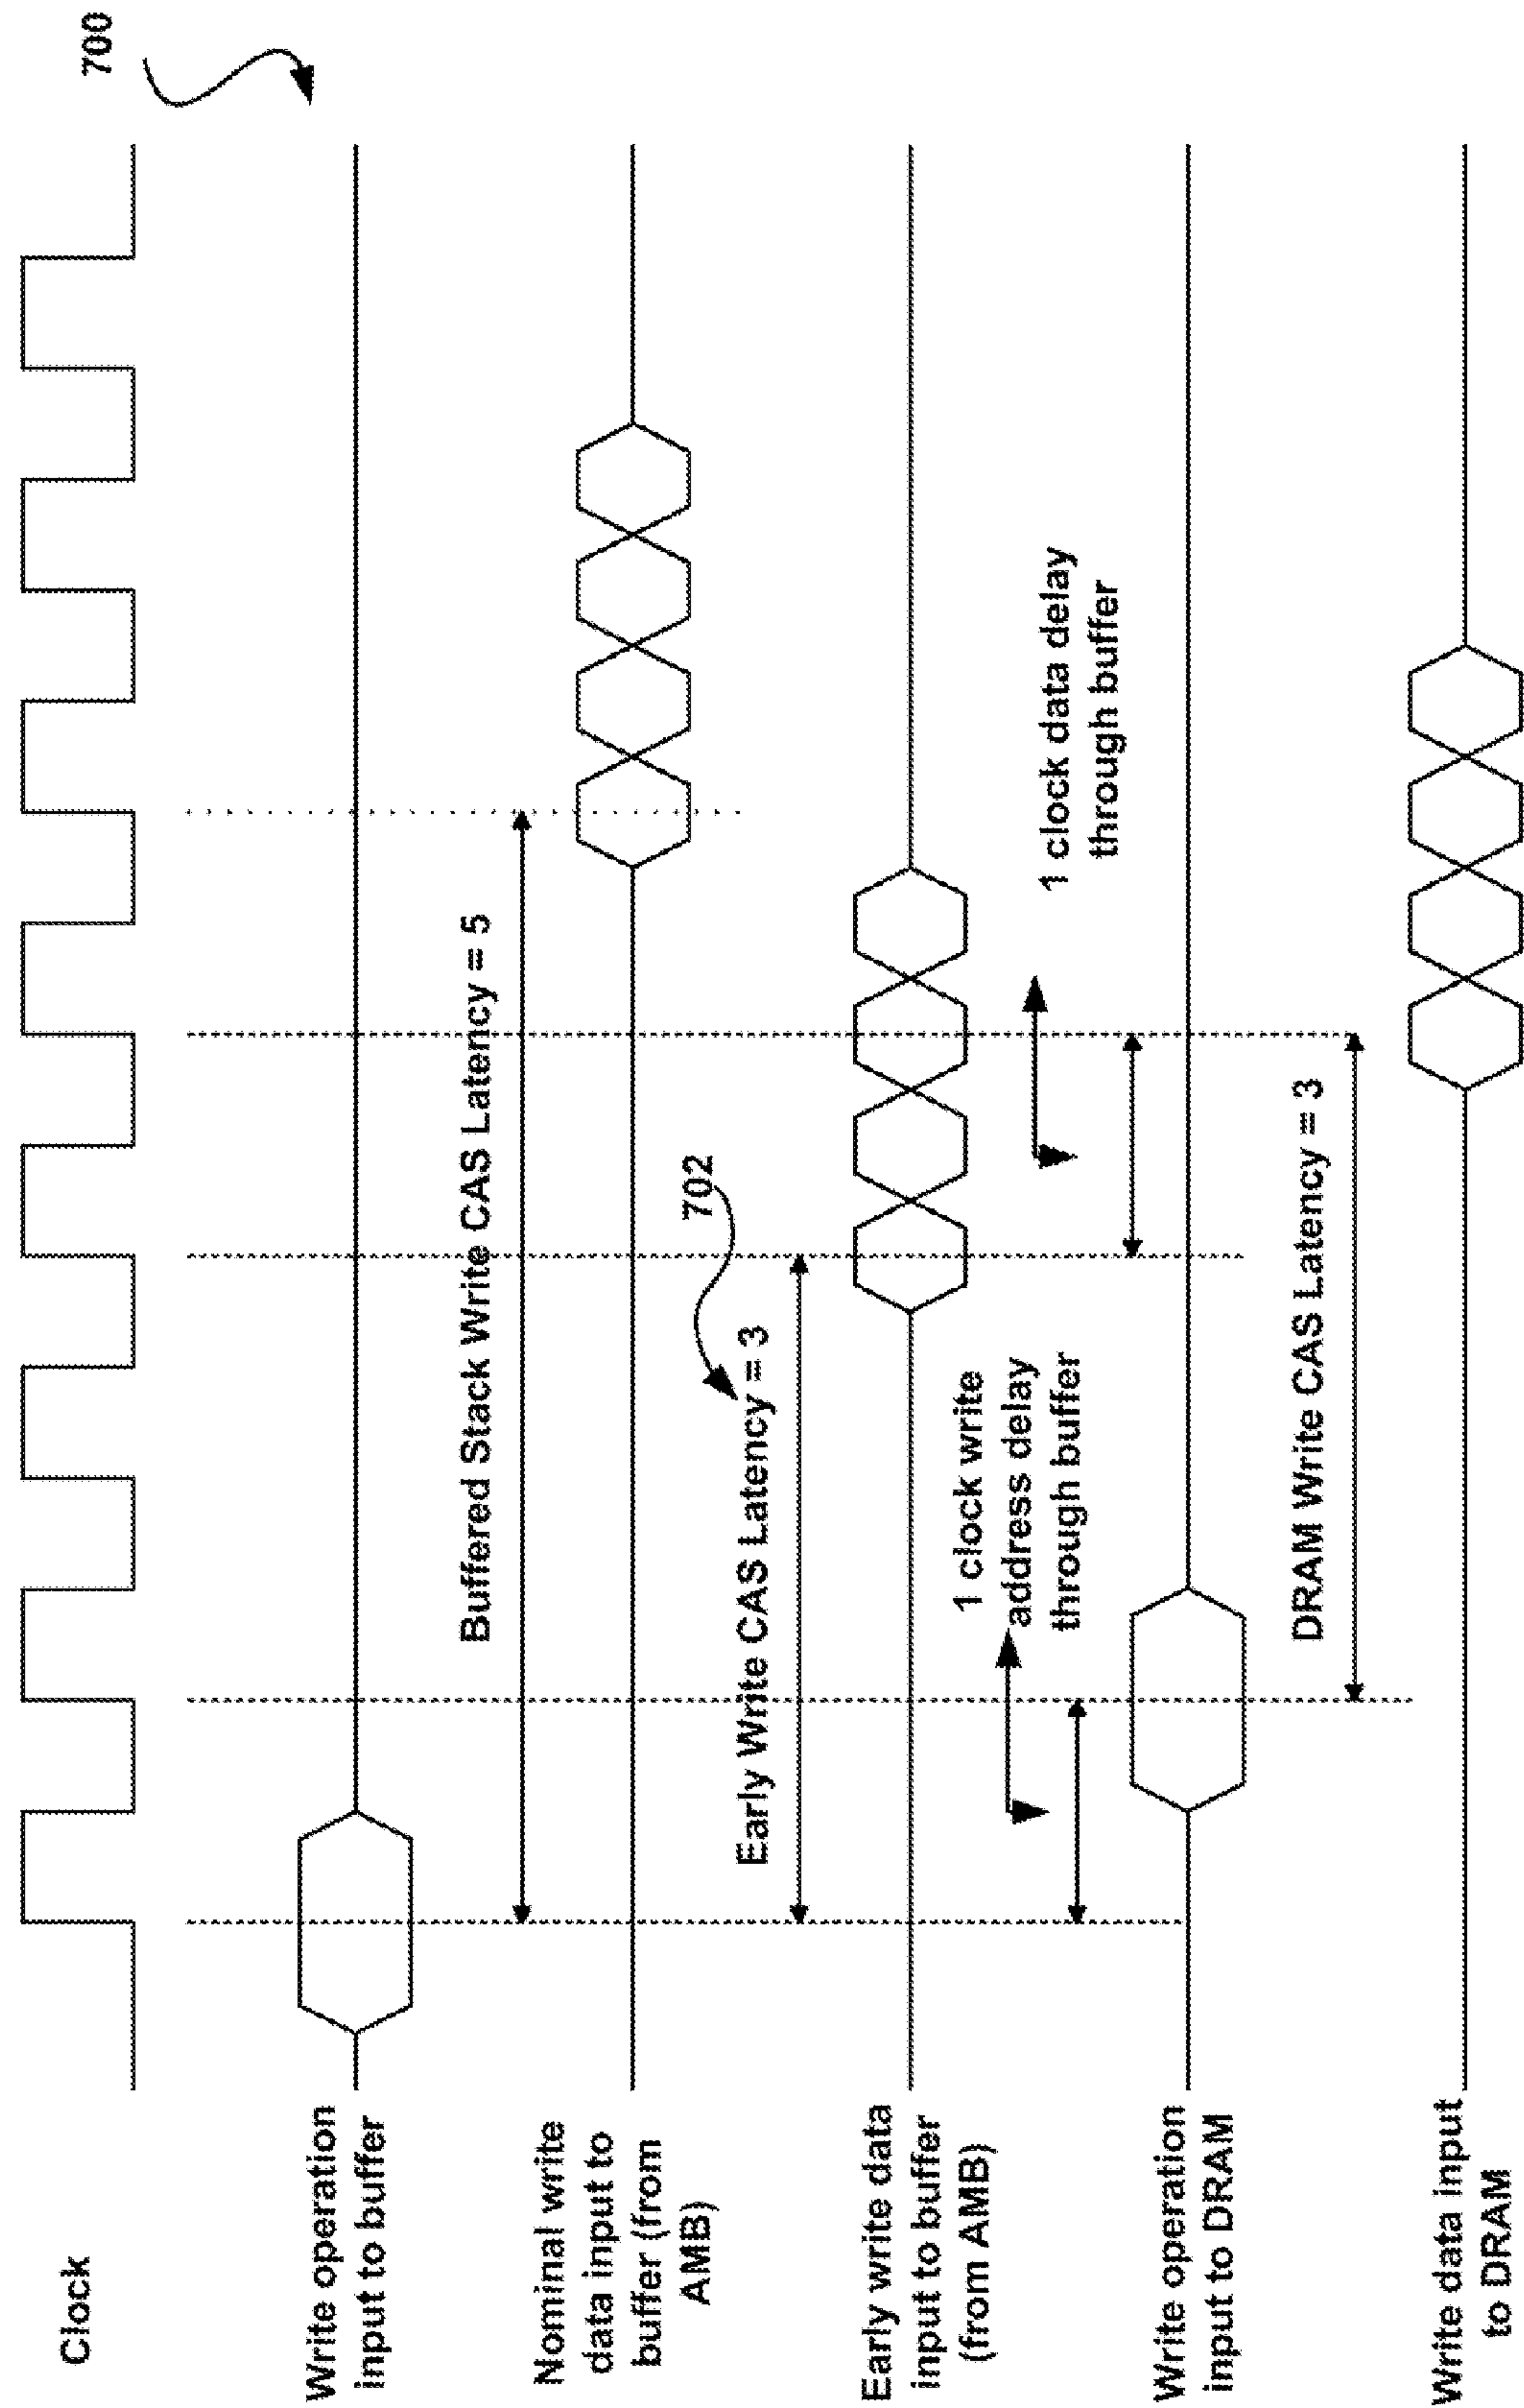 700
Clock
Write operation
input to buffer
Buffered Stack Write CAS Latency = 5
Nominal write
data input to
buffer (from
AMB)
702
Early Write CAS Latency = 3
Early write data
input to buffer
(from AMB)
1 clock write
address delay
through buffer
1 clock data delay
through buffer
Write operation
input to DRAM
DRAM Write CAS Latency = 3
Write data input
to DRAM